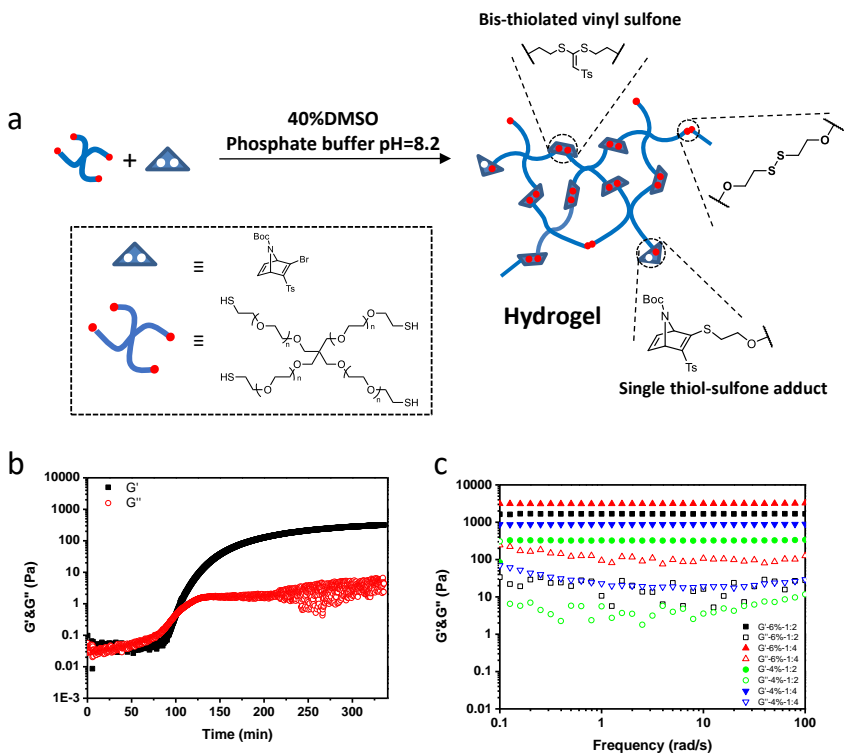 a
40%DMSO
Phosphate buffer pH=8.2
+
≡
Boc
N
Br
Ts
≡
HS
O
n
O
O
n
SH
HS
O
n
O
O
n
SH
Bis-thiolated vinyl sulfone
S
S
Ts
O
S
S
O
Hydrogel
Boc
N
S
O
Ts
Single thiol-sulfone adduct
b
10000
1000
100
10
1
0.1
0.01
1E-3
G'&G'' (Pa)
G'
G''
0
50
100
150
200
250
300
Time (min)
c
10000
1000
100
10
1
0.1
0.01
G'&G'' (Pa)
G'-6%-1:2
G''-6%-1:2
G'-6%-1:4
G''-6%-1:4
G'-4%-1:2
G''-4%-1:2
G'-4%-1:4
G''-4%-1:4
0.1
1
10
100
Frequency (rad/s)